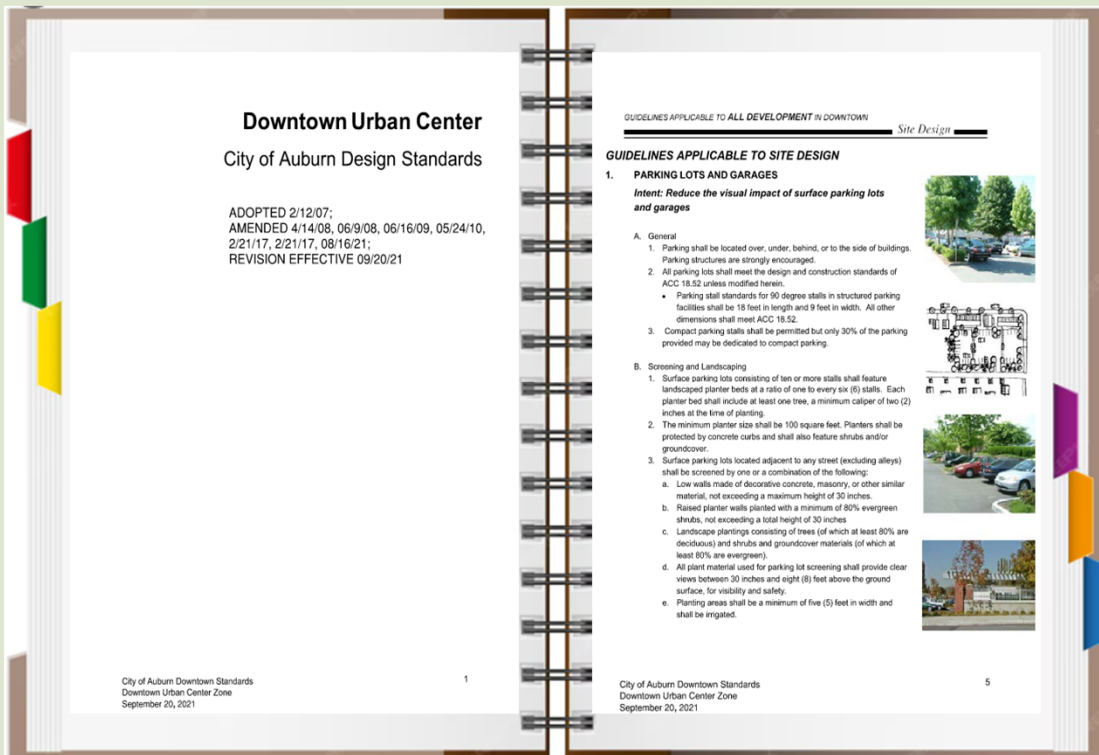 Downtown Urban Center
City of Auburn Design Standards
ADOPTED 2/12/07;
AMENDED 4/14/08, 06/9/08, 06/16/09, 05/24/10,
2/21/17, 2/21/17, 08/16/21;
REVISION EFFECTIVE 09/20/21
City of Auburn Downtown Standards
Downtown Urban Center Zone
September 20, 2021
1
GUIDELINES APPLICABLE TO ALL DEVELOPMENT IN DOWNTOWN
Site Design
GUIDELINES APPLICABLE TO SITE DESIGN
1. PARKING LOTS AND GARAGES
Intent: Reduce the visual impact of surface parking lots
and garages
A. General
1. Parking shall be located over, under, behind, or to the side of buildings.
Parking structures are strongly encouraged.
2. All parking lots shall meet the design and construction standards of
ACC 18.52 unless modified herein.
• Parking stall standards for 90 degree stalls in structured parking
facilities shall be 18 feet in length and 9 feet in width. All other
dimensions shall meet ACC 18.52.
3. Compact parking stalls shall be permitted but only 30% of the parking
provided may be dedicated to compact parking.
B. Screening and Landscaping
1. Surface parking lots consisting of ten or more stalls shall feature
landscaped planter beds at a ratio of one to every six (6) stalls. Each
planter bed shall include at least one tree, a minimum caliper of two (2)
inches at the time of planting.
2. The minimum planter size shall be 100 square feet. Planters shall be
protected by concrete curbs and shall also feature shrubs and/or
groundcover.
3. Surface parking lots located adjacent to any street (excluding alleys)
shall be screened by one or a combination of the following:
a. Low walls made of decorative concrete, masonry, or other similar
material, not exceeding a maximum height of 30 inches.
b. Raised planter walls planted with a minimum of 80% evergreen
shrubs, not exceeding a total height of 30 inches
c. Landscape plantings consisting of trees (of which at least 80% are
deciduous) and shrubs and groundcover materials (of which at
least 80% are evergreen).
d. All plant material used for parking lot screening shall provide clear
views between 30 inches and eight (8) feet above the ground
surface, for visibility and safety.
e. Planting areas shall be a minimum of five (5) feet in width and
shall be irrigated.
City of Auburn Downtown Standards
Downtown Urban Center Zone
September 20, 2021
5